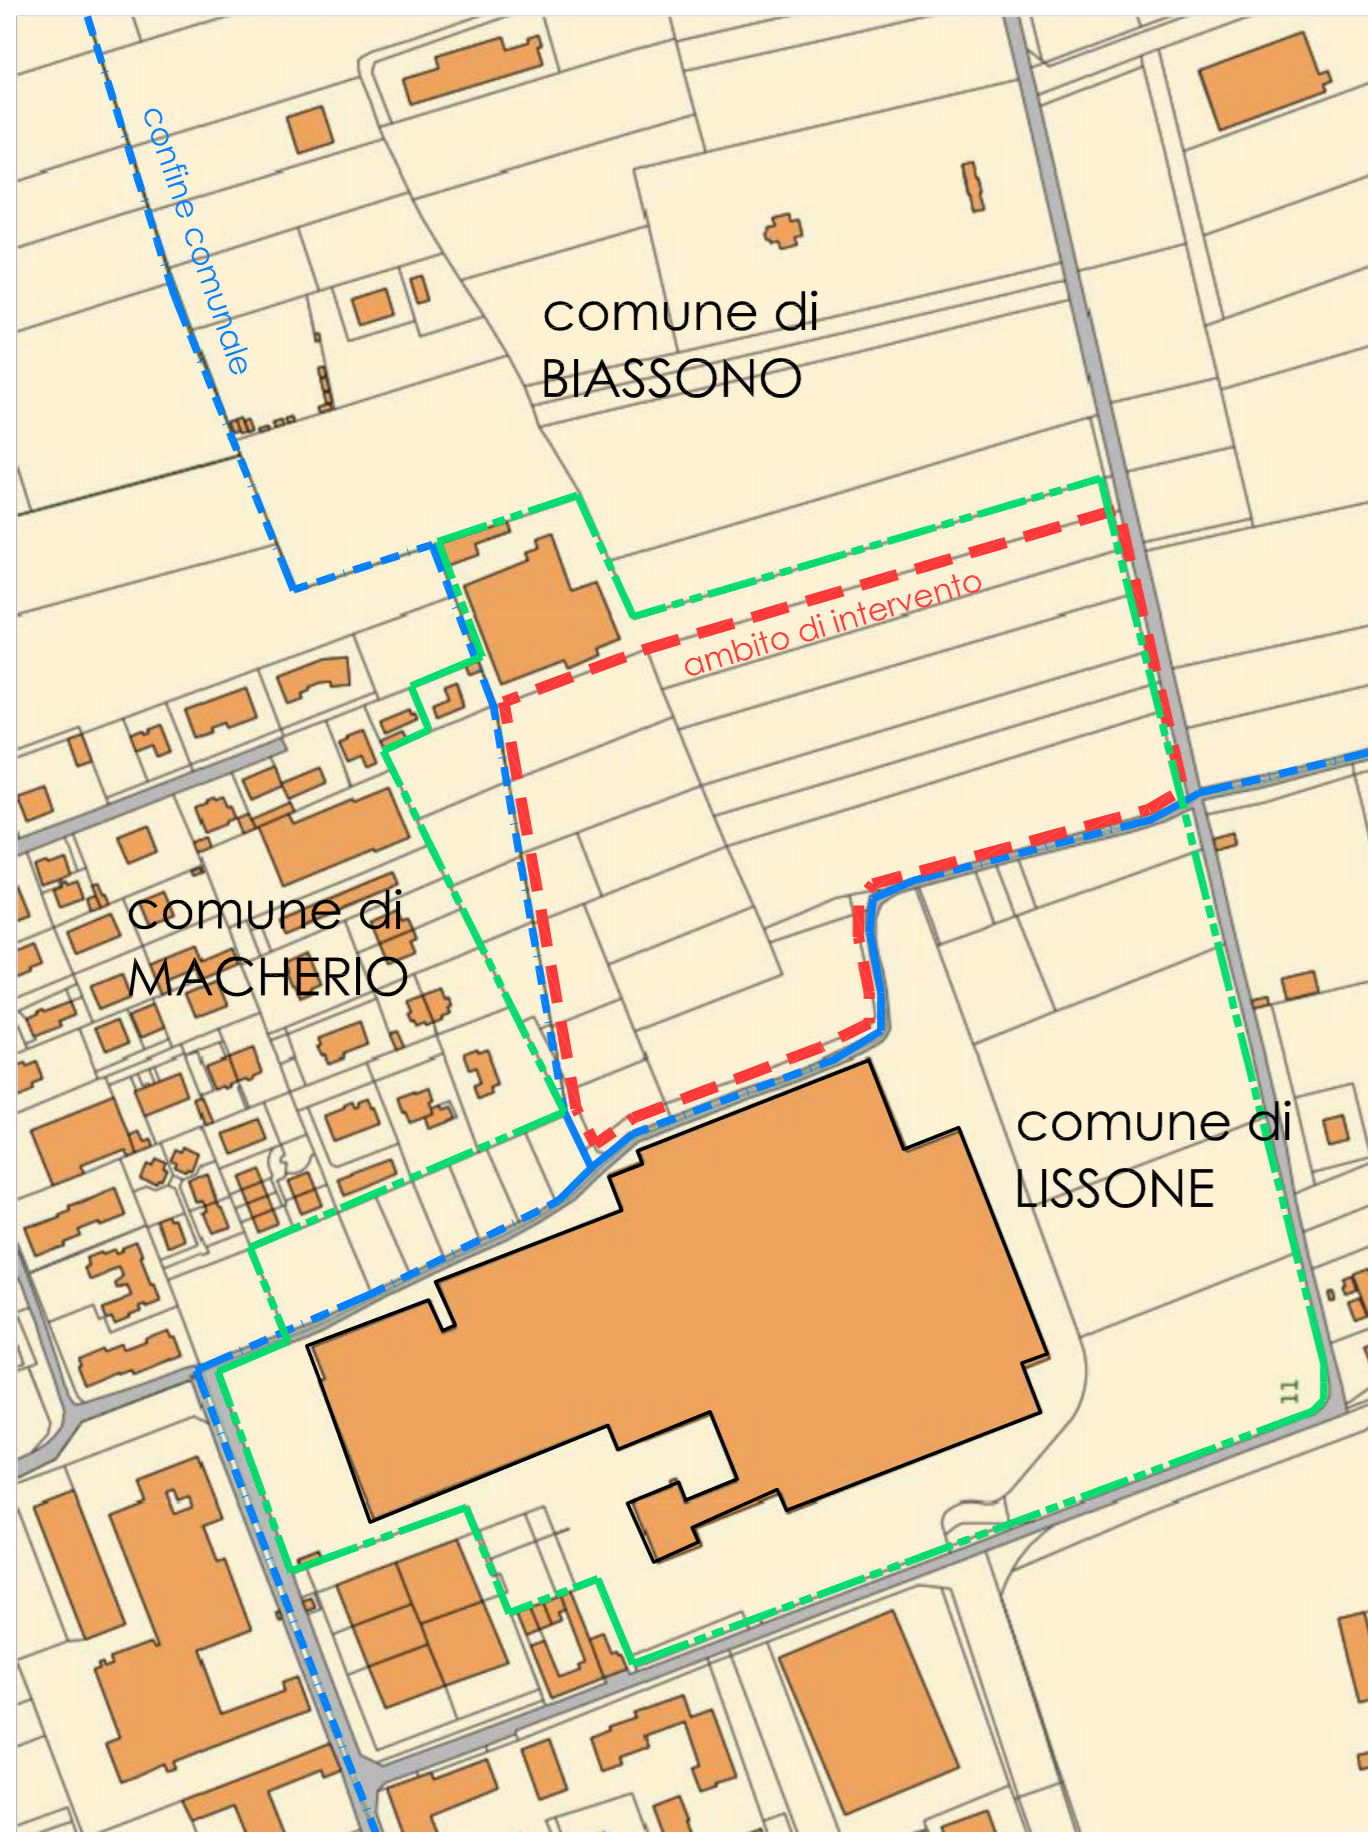 confine comunale
comune di
BIASSONO
ambito di intervento
comune di
MACHERIO
comune di
LISSONE
11